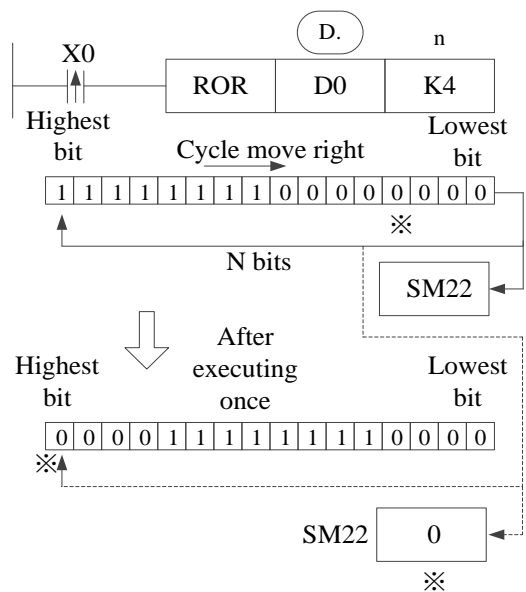 D.
n
X0
ROR D0 K4
Highest
bit
Cycle move right
Lowest
bit
1 1 1 1 1 1 1 1 0 0 0 0 0 0 0 0
※
N bits
SM22
After
executing
once
Highest
bit
Lowest
bit
0 0 0 0 1 1 1 1 1 1 1 1 0 0 0 0
※
SM22 0
※